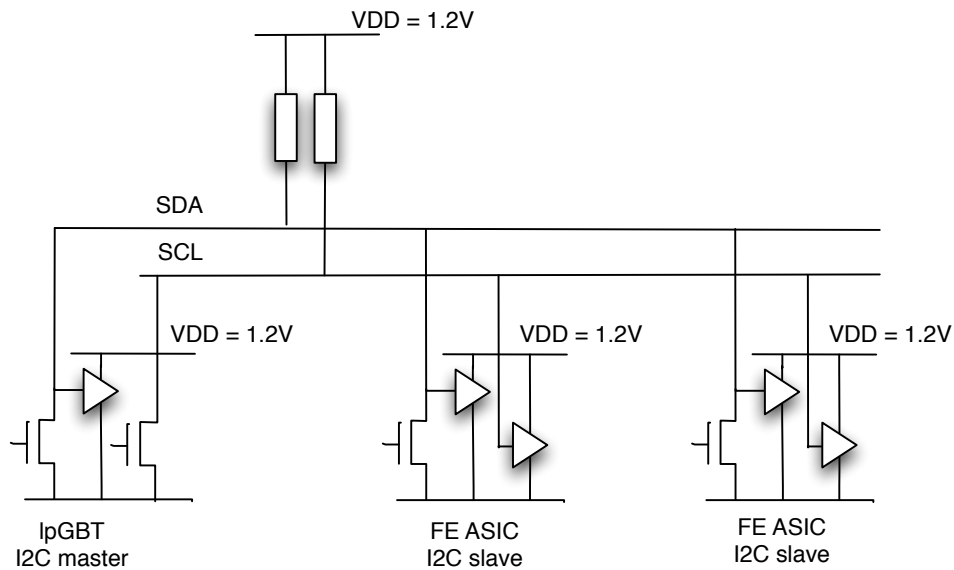 VDD = 1.2V
SDA
SCL
VDD = 1.2V
VDD = 1.2V
VDD = 1.2V
lpGBT
I2C master
FE ASIC
I2C slave
FE ASIC
I2C slave